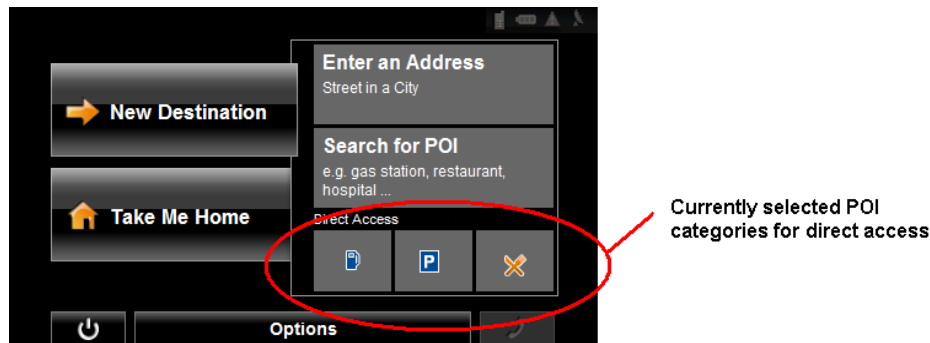 Enter an Address
Street in a City
New Destination
Search for POI
e.g. gas station, restaurant,
hospital ...
Take Me Home
Direct Access
P
Currently selected POI
categories for direct access
Options